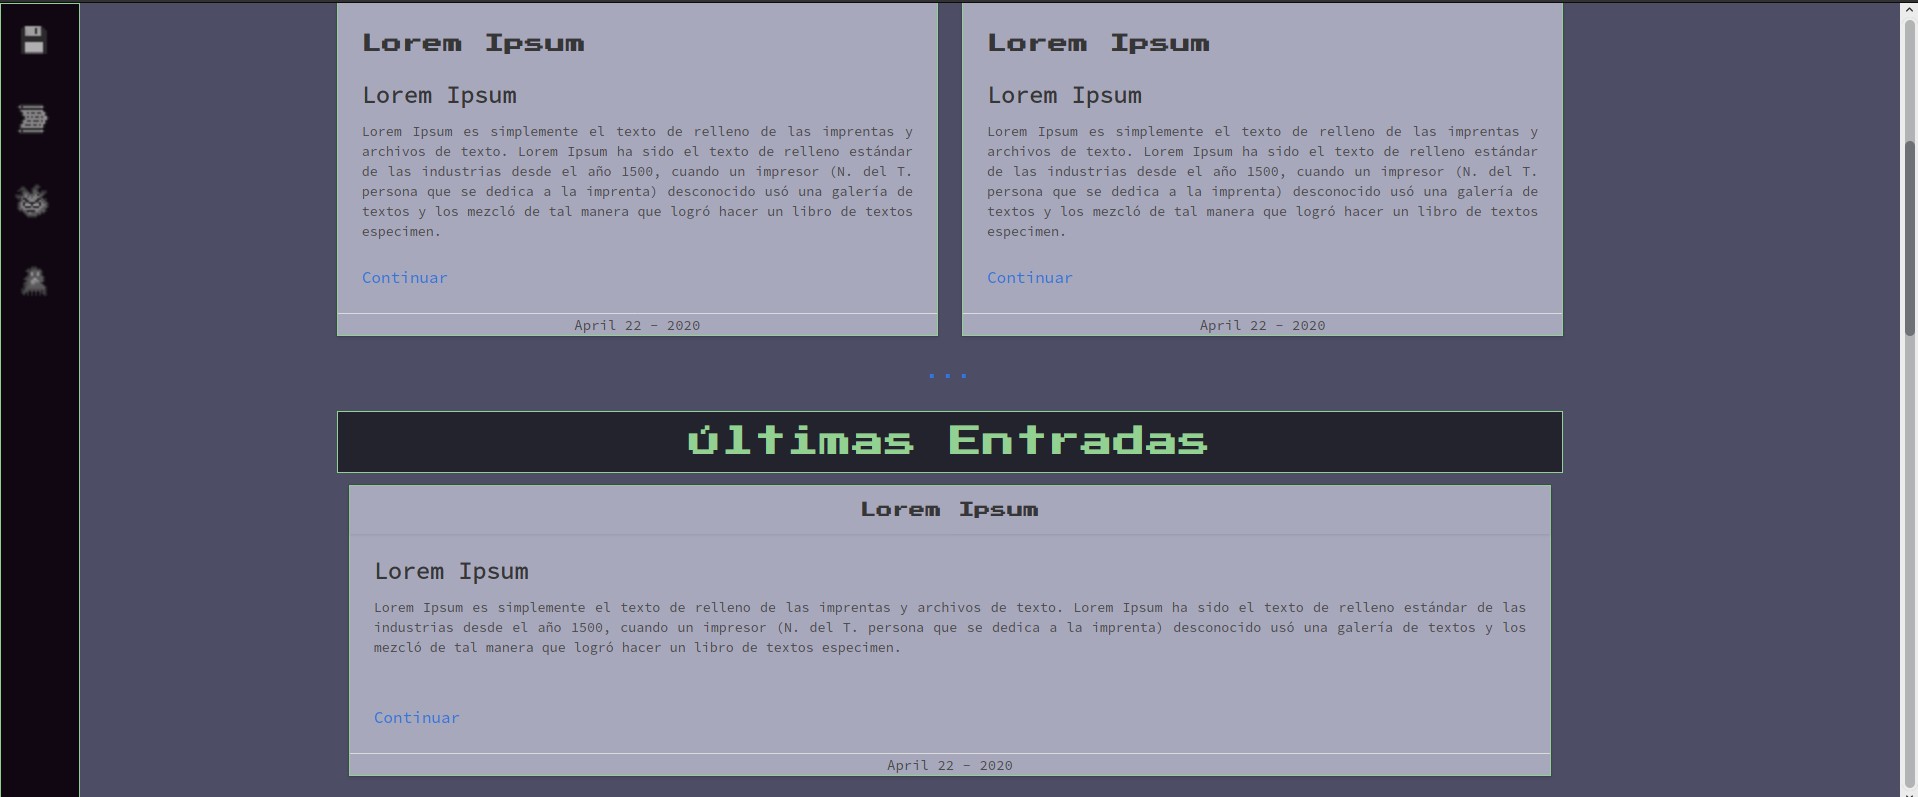 Lorem Ipsum
Lorem Ipsum
Lorem Ipsum es simplemente el texto de relleno de las imprentas y
archivos de texto. Lorem Ipsum ha sido el texto de relleno estándar
de las industrias desde el año 1500, cuando un impresor (N. del T.
persona que se dedica a la imprenta) desconocido usó una galería de
textos y los mezcló de tal manera que logró hacer un libro de textos
especimen.
Continuar
April 22 - 2020
Lorem Ipsum
Lorem Ipsum
Lorem Ipsum es simplemente el texto de relleno de las imprentas y
archivos de texto. Lorem Ipsum ha sido el texto de relleno estándar
de las industrias desde el año 1500, cuando un impresor (N. del T.
persona que se dedica a la imprenta) desconocido usó una galería de
textos y los mezcló de tal manera que logró hacer un libro de textos
especimen.
Continuar
April 22 - 2020
...
Últimas Entradas
Lorem Ipsum
Lorem Ipsum
Lorem Ipsum es simplemente el texto de relleno de las imprentas y archivos de texto. Lorem Ipsum ha sido el texto de relleno estándar de las
industrias desde el año 1500, cuando un impresor (N. del T. persona que se dedica a la imprenta) desconocido usó una galería de textos y los
mezcló de tal manera que logró hacer un libro de textos especimen.
Continuar
April 22 - 2020